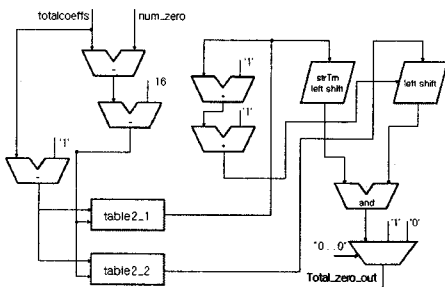 totalcoeffs num_zero
-
16
-
'1'
-
'1'
-
'1'
strTm
left shift
left shift
and
table2_1
table2_2
'1' '0'
"0 . . 0"
Total_zero_out